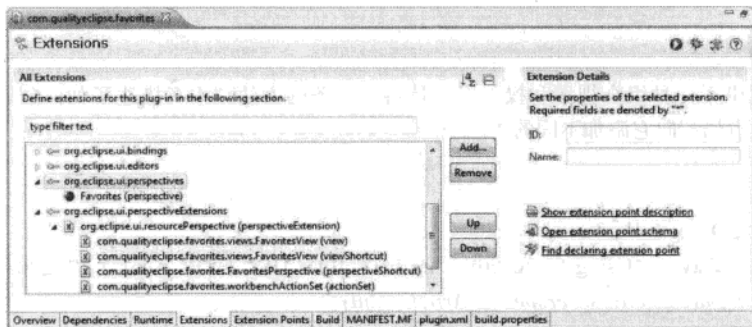 com.qualityeclipse.favorites
Extensions
All Extensions
Define extensions for this plug-in in the following section.
type filter text
org.eclipse.ui.bindings
org.eclipse.ui.editors
org.eclipse.ui.perspectives
Favorites (perspective)
org.eclipse.ui.perspectiveExtensions
org.eclipse.ui.resourcePerspective (perspectiveExtension)
com.qualityeclipse.favorites.views.FavoritesView (view)
com.qualityeclipse.favorites.views.FavoritesView (viewShortcut)
com.qualityeclipse.favorites.FavoritesPerspective (perspectiveShortcut)
com.qualityeclipse.favorites.workbenchActionSet (actionSet)
Add...
Remove
Up
Down
Extension Details
Set the properties of the selected extension.
Required fields are denoted by "*".
ID:
Name:
Show extension point description
Open extension point schema
Find declaring extension point
Overview Dependencies Runtime Extensions Extension Points Build MANIFEST.MF plugin.xml build.properties